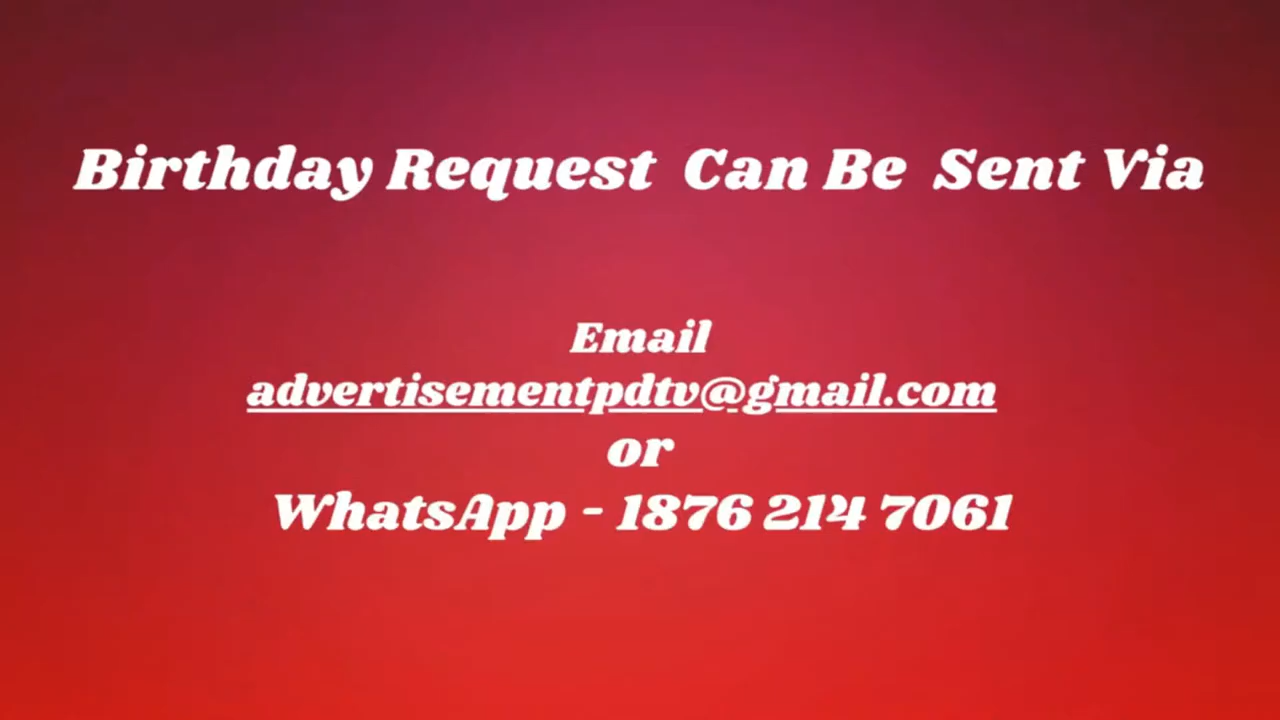 Birthday Request Can Be Sent Via
Email
advertisementpdtv@gmail.com
or
WhatsApp - 1876 214 7061